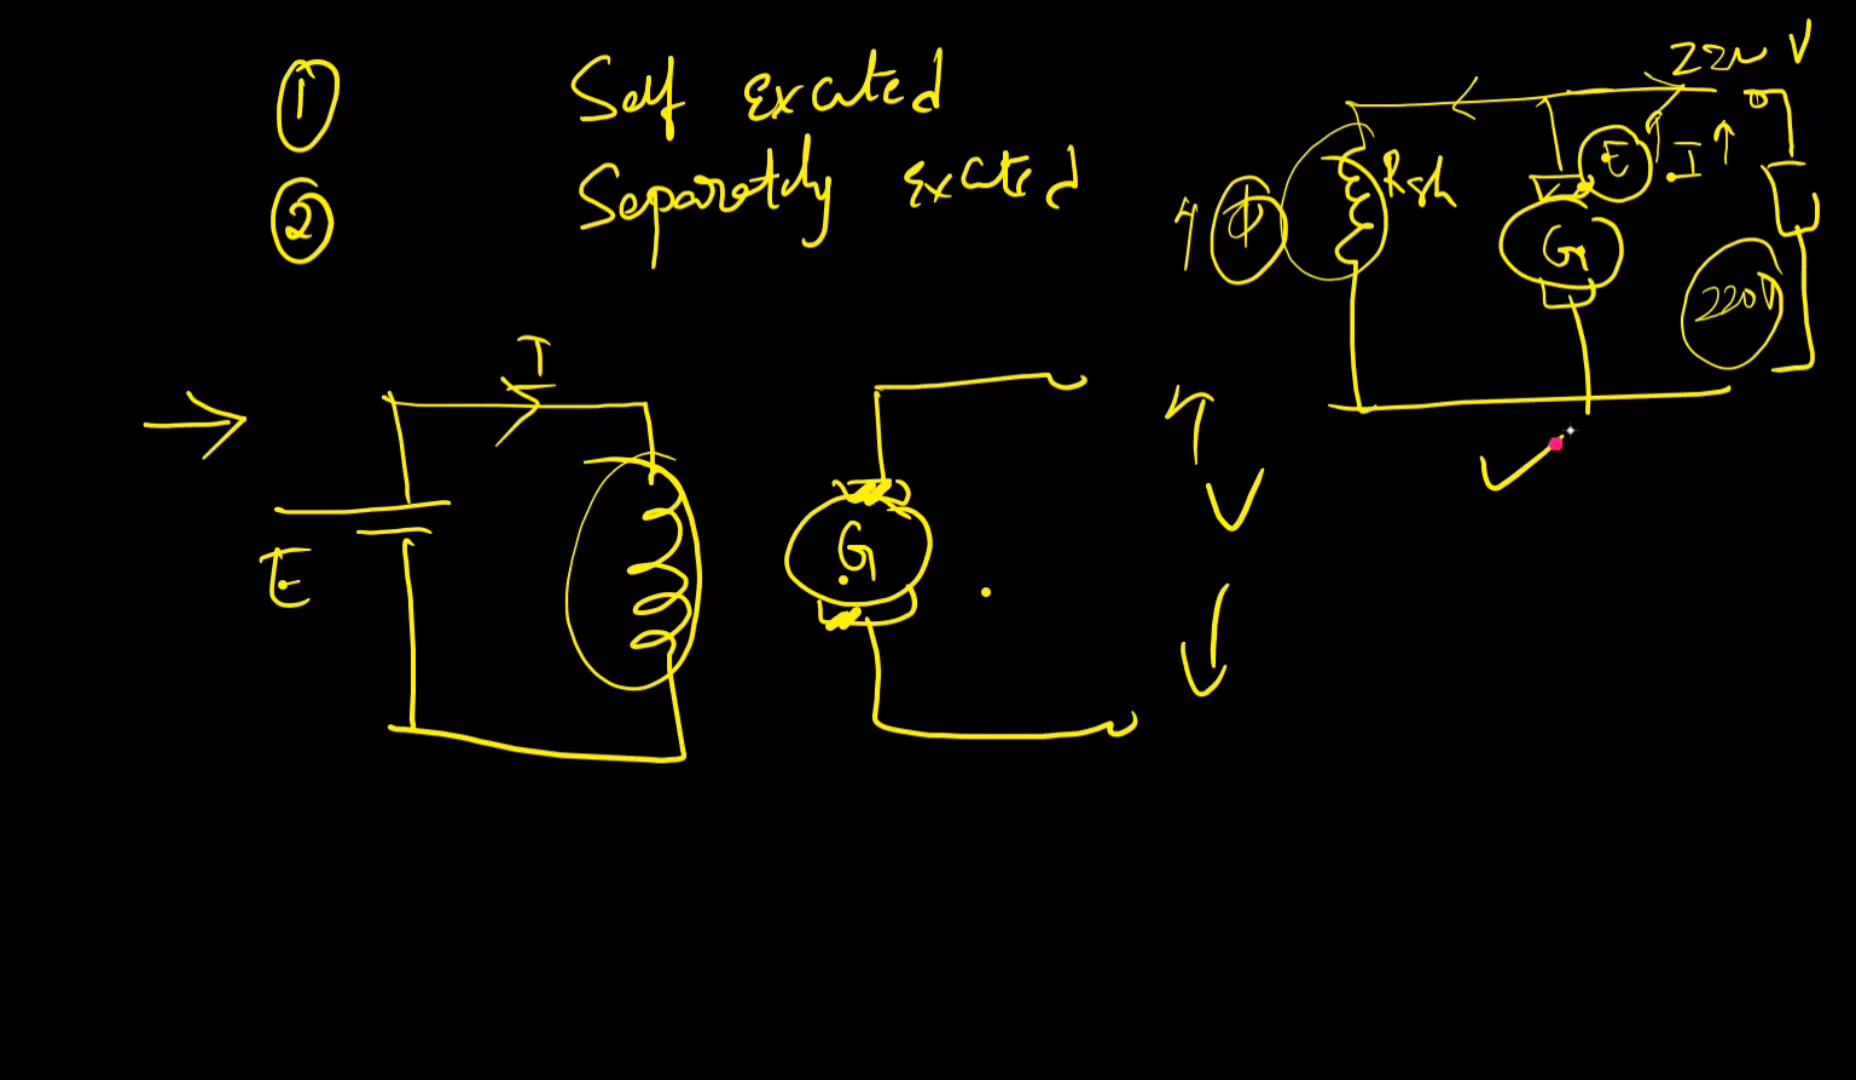 1 Self excited
2 Separately excited
220 V
E I
Rsh
Φ
G
220V
I
E
G
V